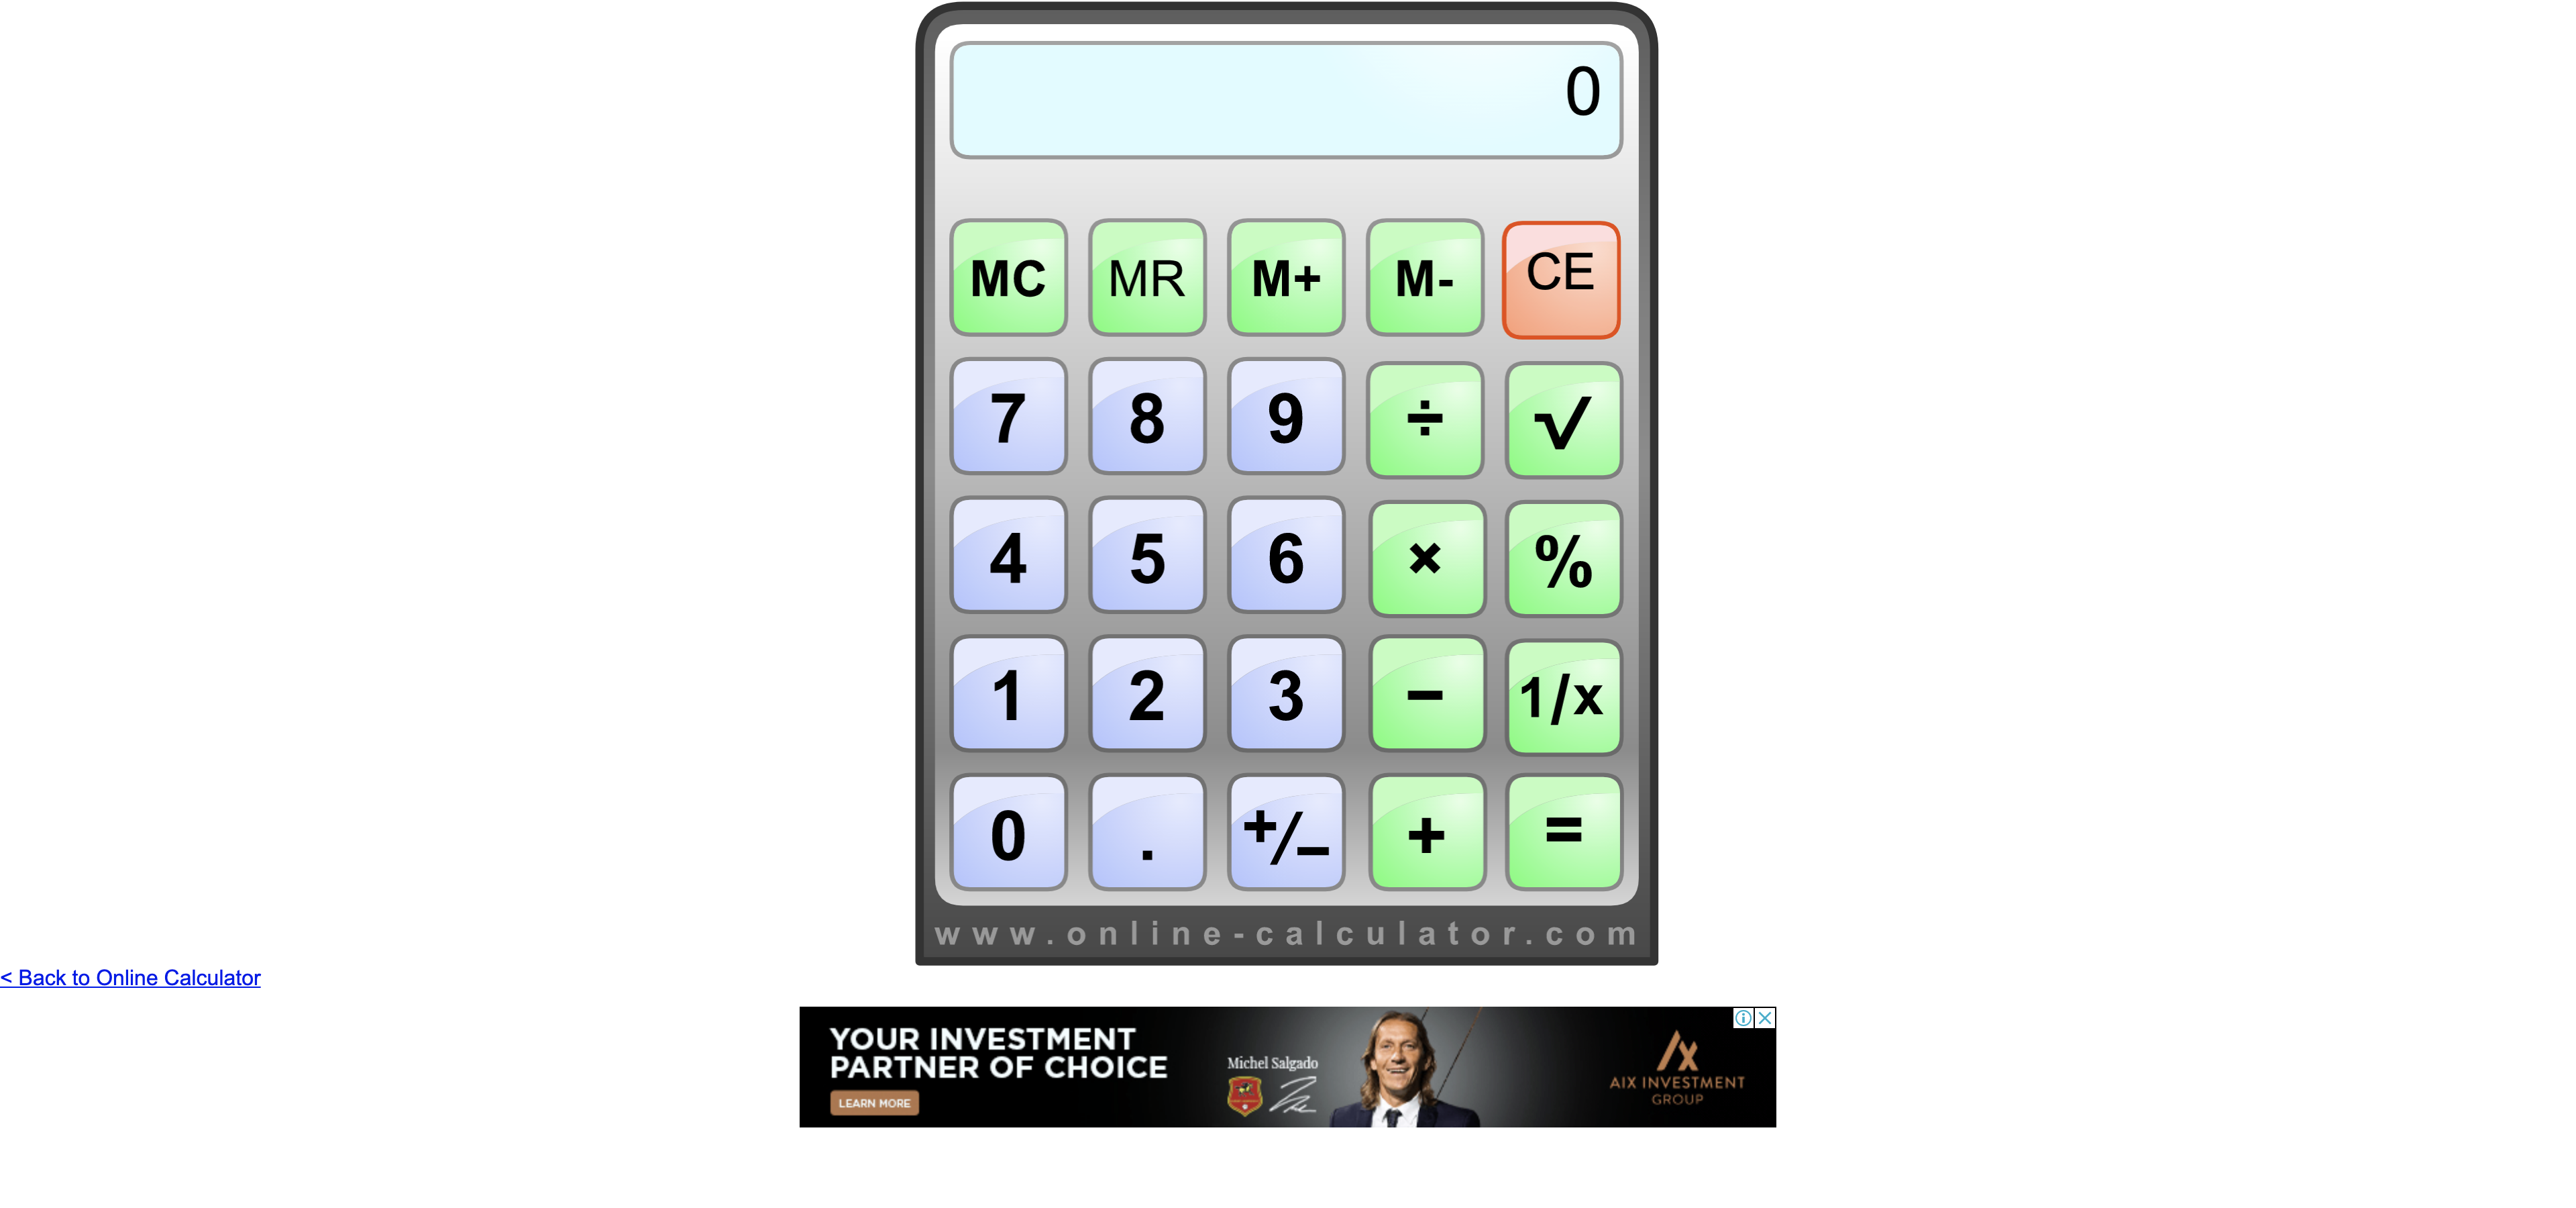 0
MC MR M+ M- CE
7 8 9 ÷ √
4 5 6 × %
1 2 3 − 1/x
0 . +/− + =
www.online-calculator.com
< Back to Online Calculator
YOUR INVESTMENT
PARTNER OF CHOICE
LEARN MORE
Michel Salgado
AIX INVESTMENT
GROUP